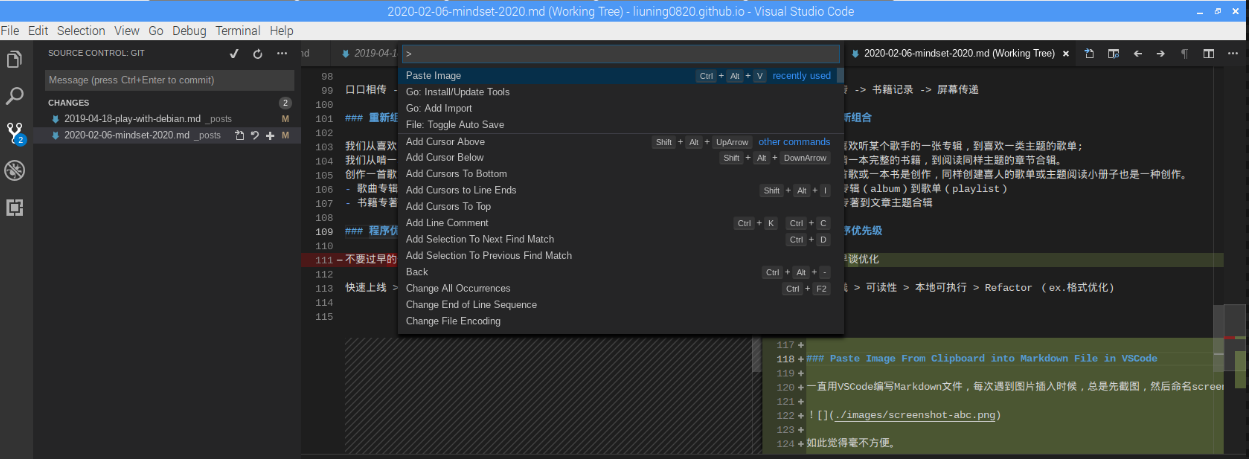 2020-02-06-mindset-2020.md (Working Tree) - liuning0820.github.io - Visual Studio Code
File Edit Selection View Go Debug Terminal Help
SOURCE CONTROL: GIT
Message (press Ctrl+Enter to commit)
CHANGES 2
2019-04-18-play-with-debian.md _posts M
2020-02-06-mindset-2020.md _posts M
2
nd 2019-04-1
2020-02-06-mindset-2020.md (Working Tree)
>
Paste Image Ctrl + Alt + V recently used
Go: Install/Update Tools
Go: Add Import
File: Toggle Auto Save
Add Cursor Above Shift + Alt + UpArrow other commands
Add Cursor Below Shift + Alt + DownArrow
Add Cursors To Bottom
Add Cursors to Line Ends Shift + Alt + I
Add Cursors To Top
Add Line Comment Ctrl + K Ctrl + C
Add Selection To Next Find Match Ctrl + D
Add Selection To Previous Find Match
Back Ctrl + Alt + -
Change All Occurrences Ctrl + F2
Change End of Line Sequence
Change File Encoding
98
99 口口相传 -> 书籍记录 -> 屏幕传递
100
101 ### 重新组 新组合
102
103 我们从喜欢 喜欢听某个歌手的一张专辑，到喜欢一类主题的歌单；
104 我们从啃一 啃一本完整的书籍，到阅读同样主题的章节合辑。
105 创作一首歌 首歌或一本书是创作，同样创建喜人的歌单或主题阅读小册子也是一种创作。
106 - 歌曲专辑 专辑（album）到歌单（playlist）
107 - 书籍专著 专著到文章主题合辑
108
109 ### 程序优 序优先级
110
111 - 不要过早的 早谈优化
112
113 快速上线 > > 可读性 > 本地可执行 > Refactor （ex.格式优化）
114
115
117 +
118 + ### Paste Image From Clipboard into Markdown File in VSCode
119 +
120 + 一直用VSCode编写Markdown文件，每次遇到图片插入时候，总是先截图，然后命名screen
121 +
122 + ！[](./images/screenshot-abc.png)
123 +
124 + 如此觉得毫不方便。